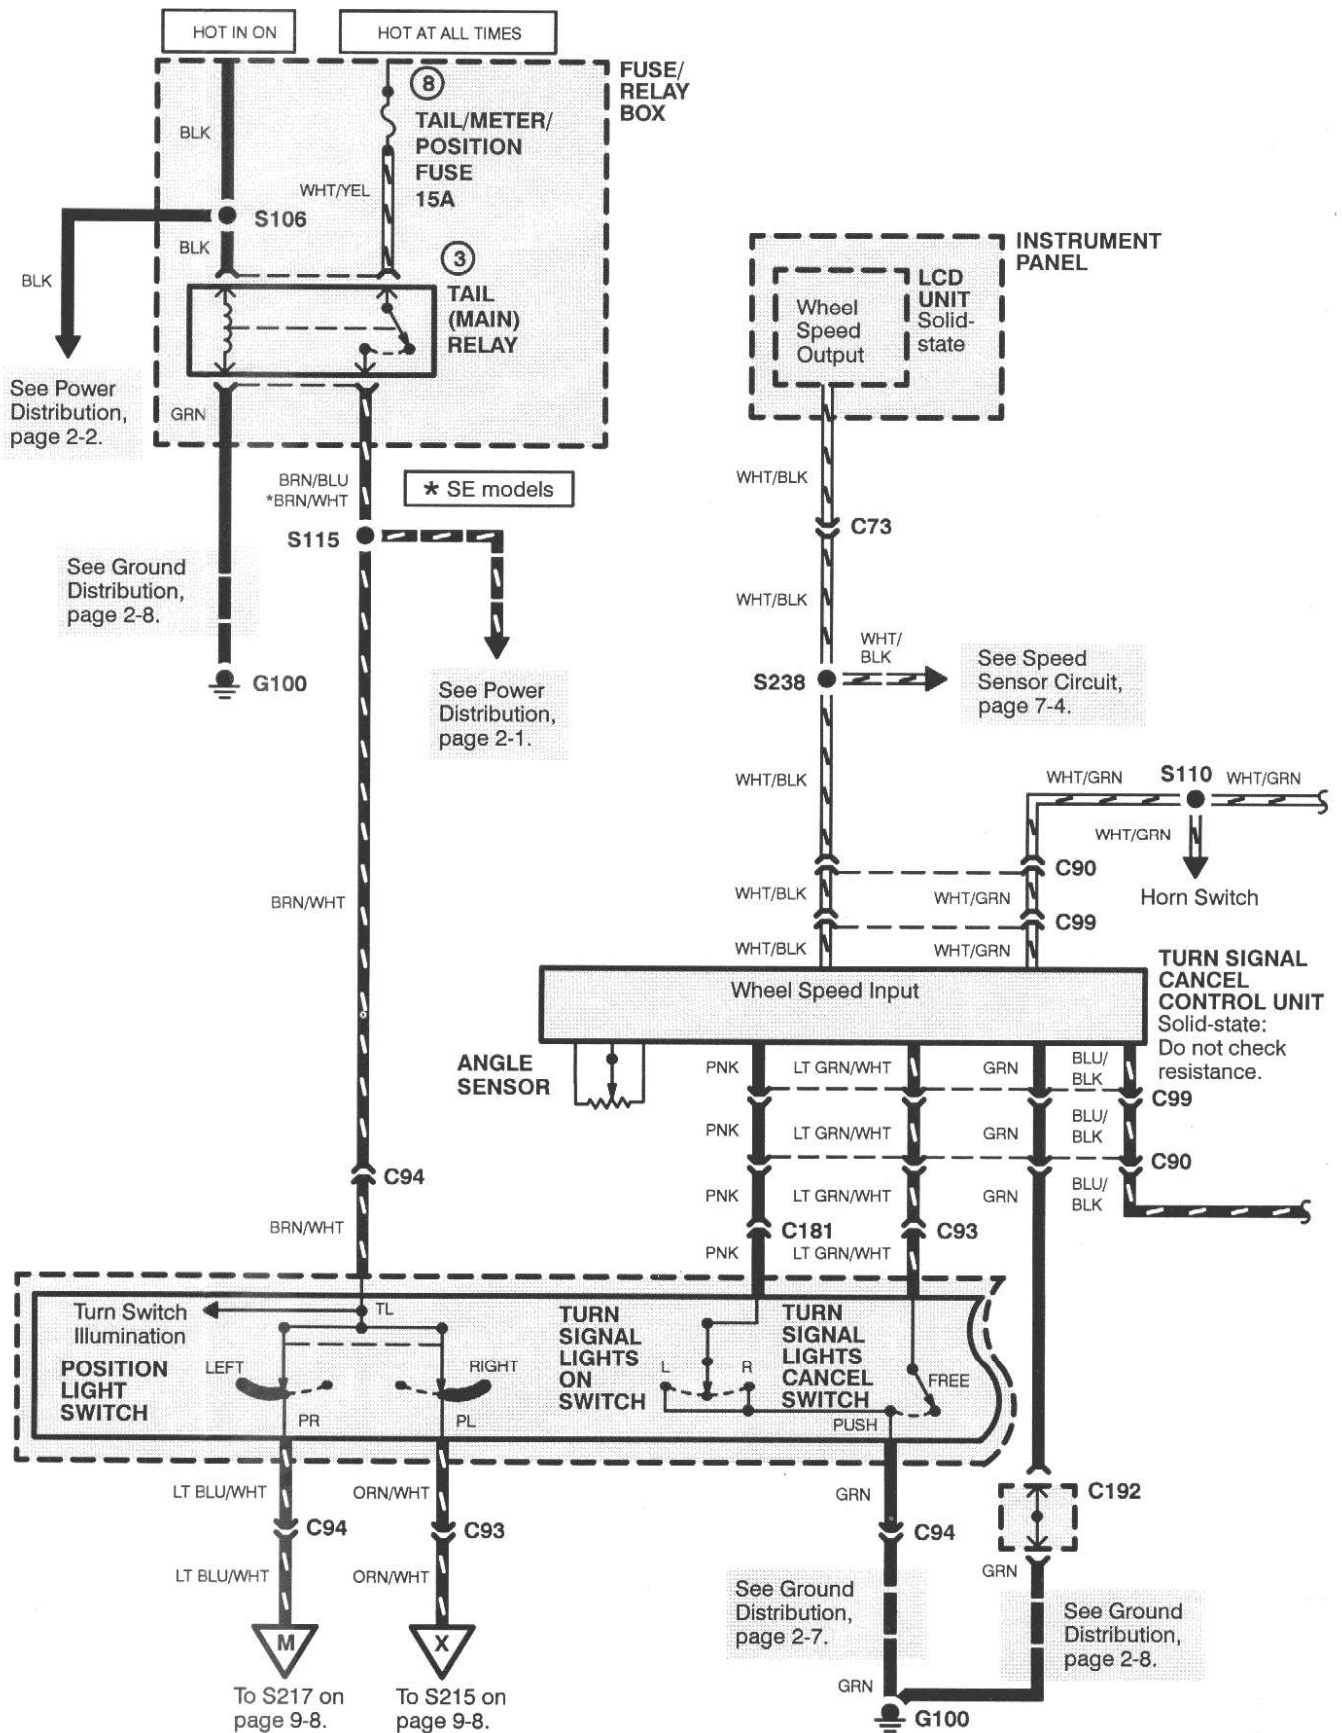 HOT IN ON
HOT AT ALL TIMES
FUSE/
RELAY
BOX
8
TAIL/METER/
POSITION
FUSE
15A
BLK
WHT/YEL
S106
BLK
BLK
3
TAIL
(MAIN)
RELAY
See Power
Distribution,
page 2-2.
GRN
BRN/BLU
*BRN/WHT
* SE models
S115
See Ground
Distribution,
page 2-8.
G100
See Power
Distribution,
page 2-1.
INSTRUMENT
PANEL
LCD
UNIT
Solid-
state
Wheel
Speed
Output
WHT/BLK
C73
WHT/BLK
WHT/
BLK
S238
See Speed
Sensor Circuit,
page 7-4.
WHT/BLK
WHT/GRN
S110
WHT/GRN
WHT/GRN
Horn Switch
C90
WHT/BLK
WHT/GRN
C99
WHT/BLK
WHT/GRN
BRN/WHT
Wheel Speed Input
TURN SIGNAL
CANCEL
CONTROL UNIT
Solid-state:
Do not check
resistance.
ANGLE
SENSOR
PNK
LT GRN/WHT
GRN
BLU/
BLK
C99
PNK
LT GRN/WHT
GRN
BLU/
BLK
C90
PNK
LT GRN/WHT
GRN
BLU/
BLK
C94
C181
C93
BRN/WHT
PNK
LT GRN/WHT
Turn Switch
Illumination
TL
POSITION
LIGHT
SWITCH
LEFT
RIGHT
PR
PL
TURN
SIGNAL
LIGHTS
ON
SWITCH
L
R
TURN
SIGNAL
LIGHTS
CANCEL
SWITCH
FREE
PUSH
LT BLU/WHT
ORN/WHT
GRN
C192
C94
C93
C94
LT BLU/WHT
ORN/WHT
GRN
M
X
See Ground
Distribution,
page 2-7.
See Ground
Distribution,
page 2-8.
To S217 on
page 9-8.
To S215 on
page 9-8.
GRN
G100